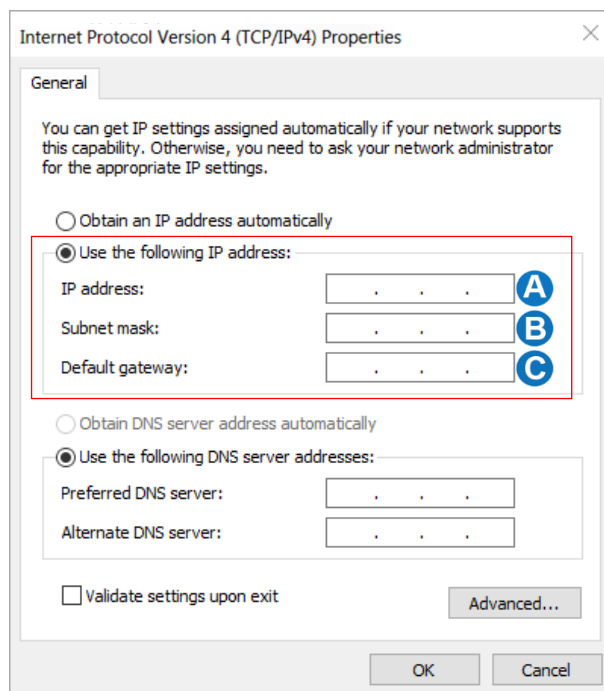 Internet Protocol Version 4 (TCP/IPv4) Properties
General
You can get IP settings assigned automatically if your network supports
this capability. Otherwise, you need to ask your network administrator
for the appropriate IP settings.
Obtain an IP address automatically
Use the following IP address:
IP address: . . . A
Subnet mask: . . . B
Default gateway: . . . C
Obtain DNS server address automatically
Use the following DNS server addresses:
Preferred DNS server: . . .
Alternate DNS server: . . .
Validate settings upon exit
Advanced...
OK Cancel